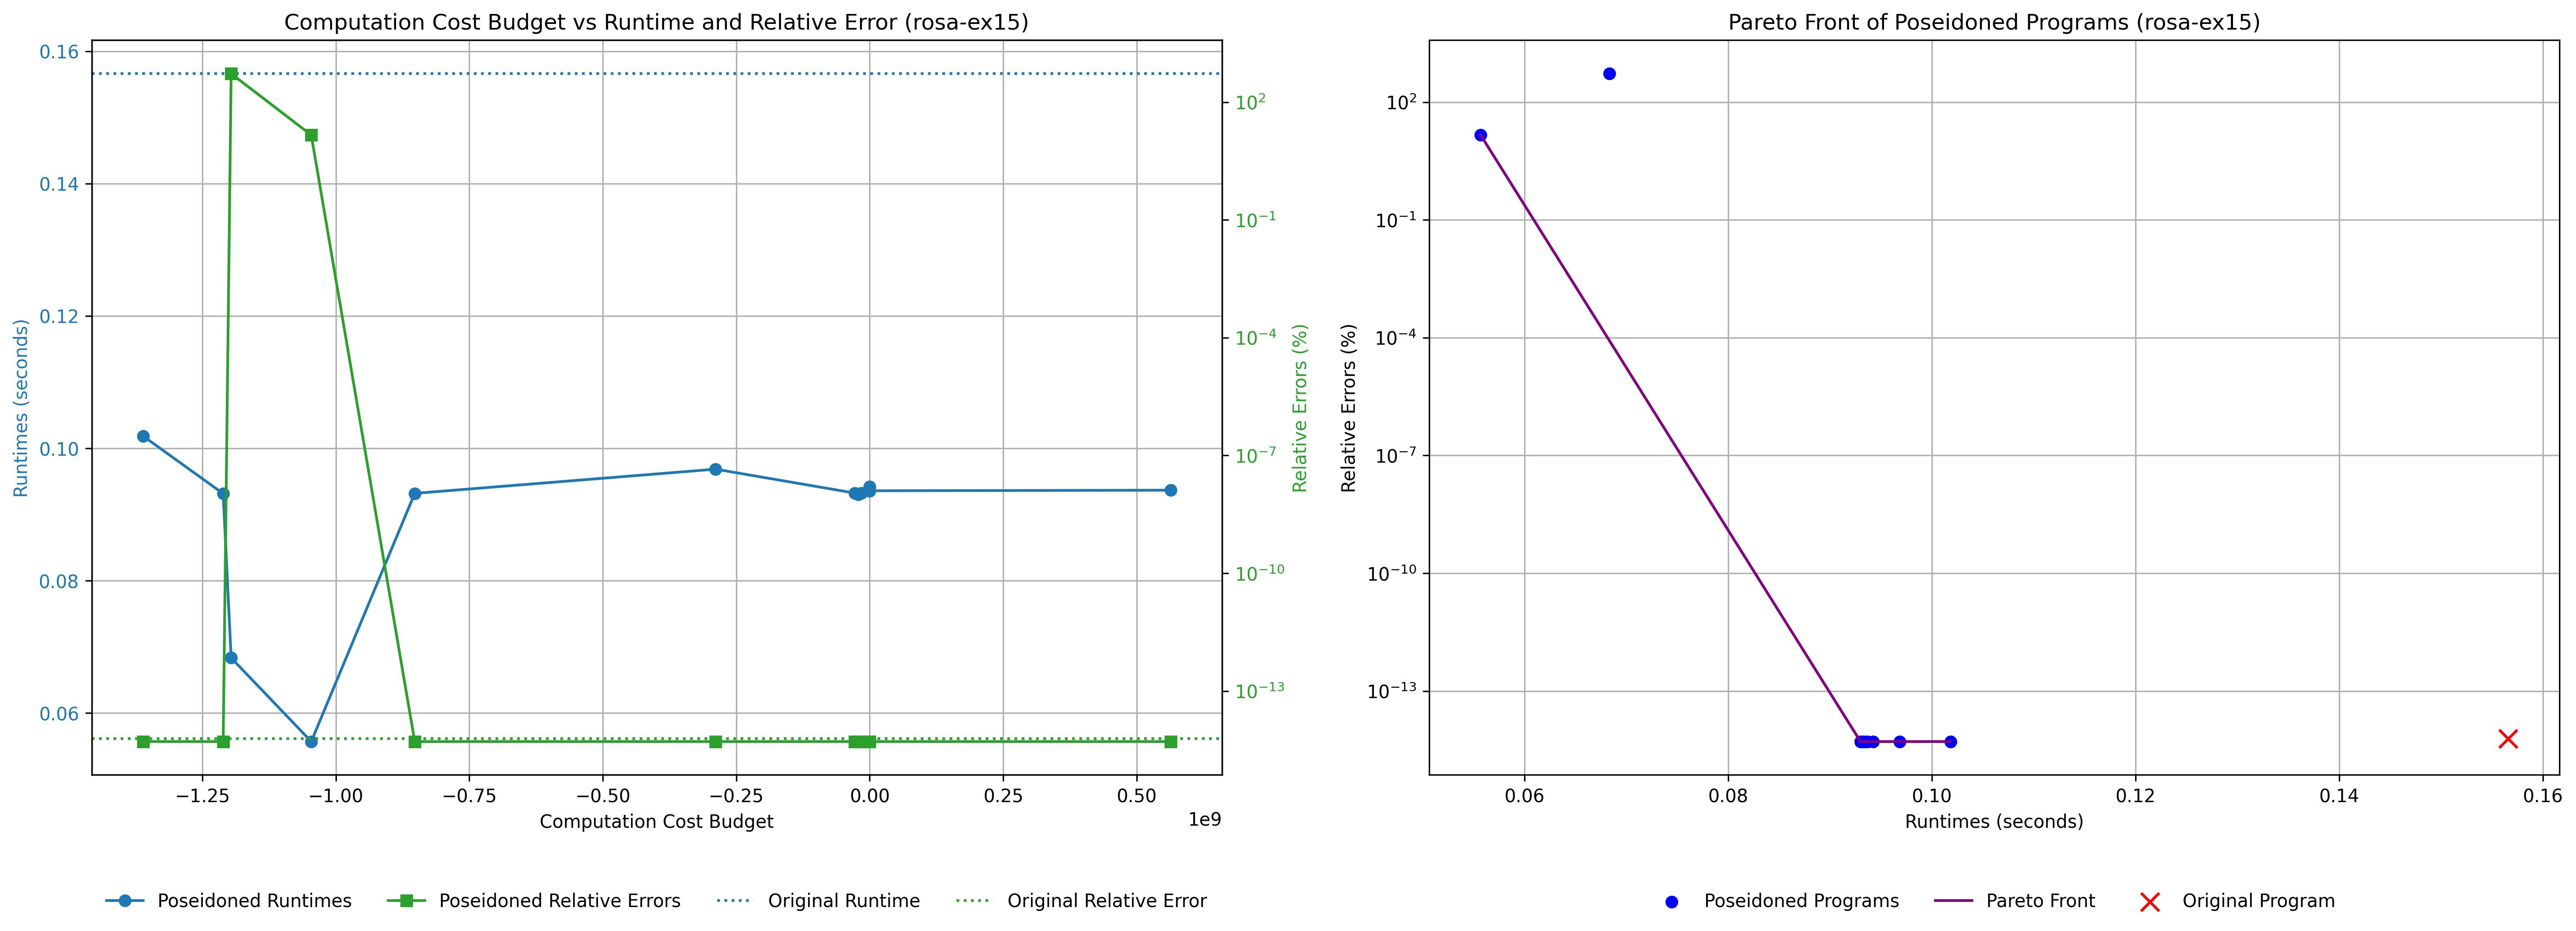 Computation Cost Budget vs Runtime and Relative Error (rosa-ex15)
0.16
0.14
0.12
0.10
0.08
0.06
Runtimes (seconds)
10²
10⁻¹
10⁻⁴
10⁻⁷
10⁻¹⁰
10⁻¹³
Relative Errors (%)
−1.25 −1.00 −0.75 −0.50 −0.25 0.00 0.25 0.50
Computation Cost Budget
1e9
Poseidoned Runtimes Poseidoned Relative Errors Original Runtime Original Relative Error
Pareto Front of Poseidoned Programs (rosa-ex15)
10²
10⁻¹
10⁻⁴
10⁻⁷
10⁻¹⁰
10⁻¹³
Relative Errors (%)
0.06 0.08 0.10 0.12 0.14 0.16
Runtimes (seconds)
Poseidoned Programs Pareto Front Original Program